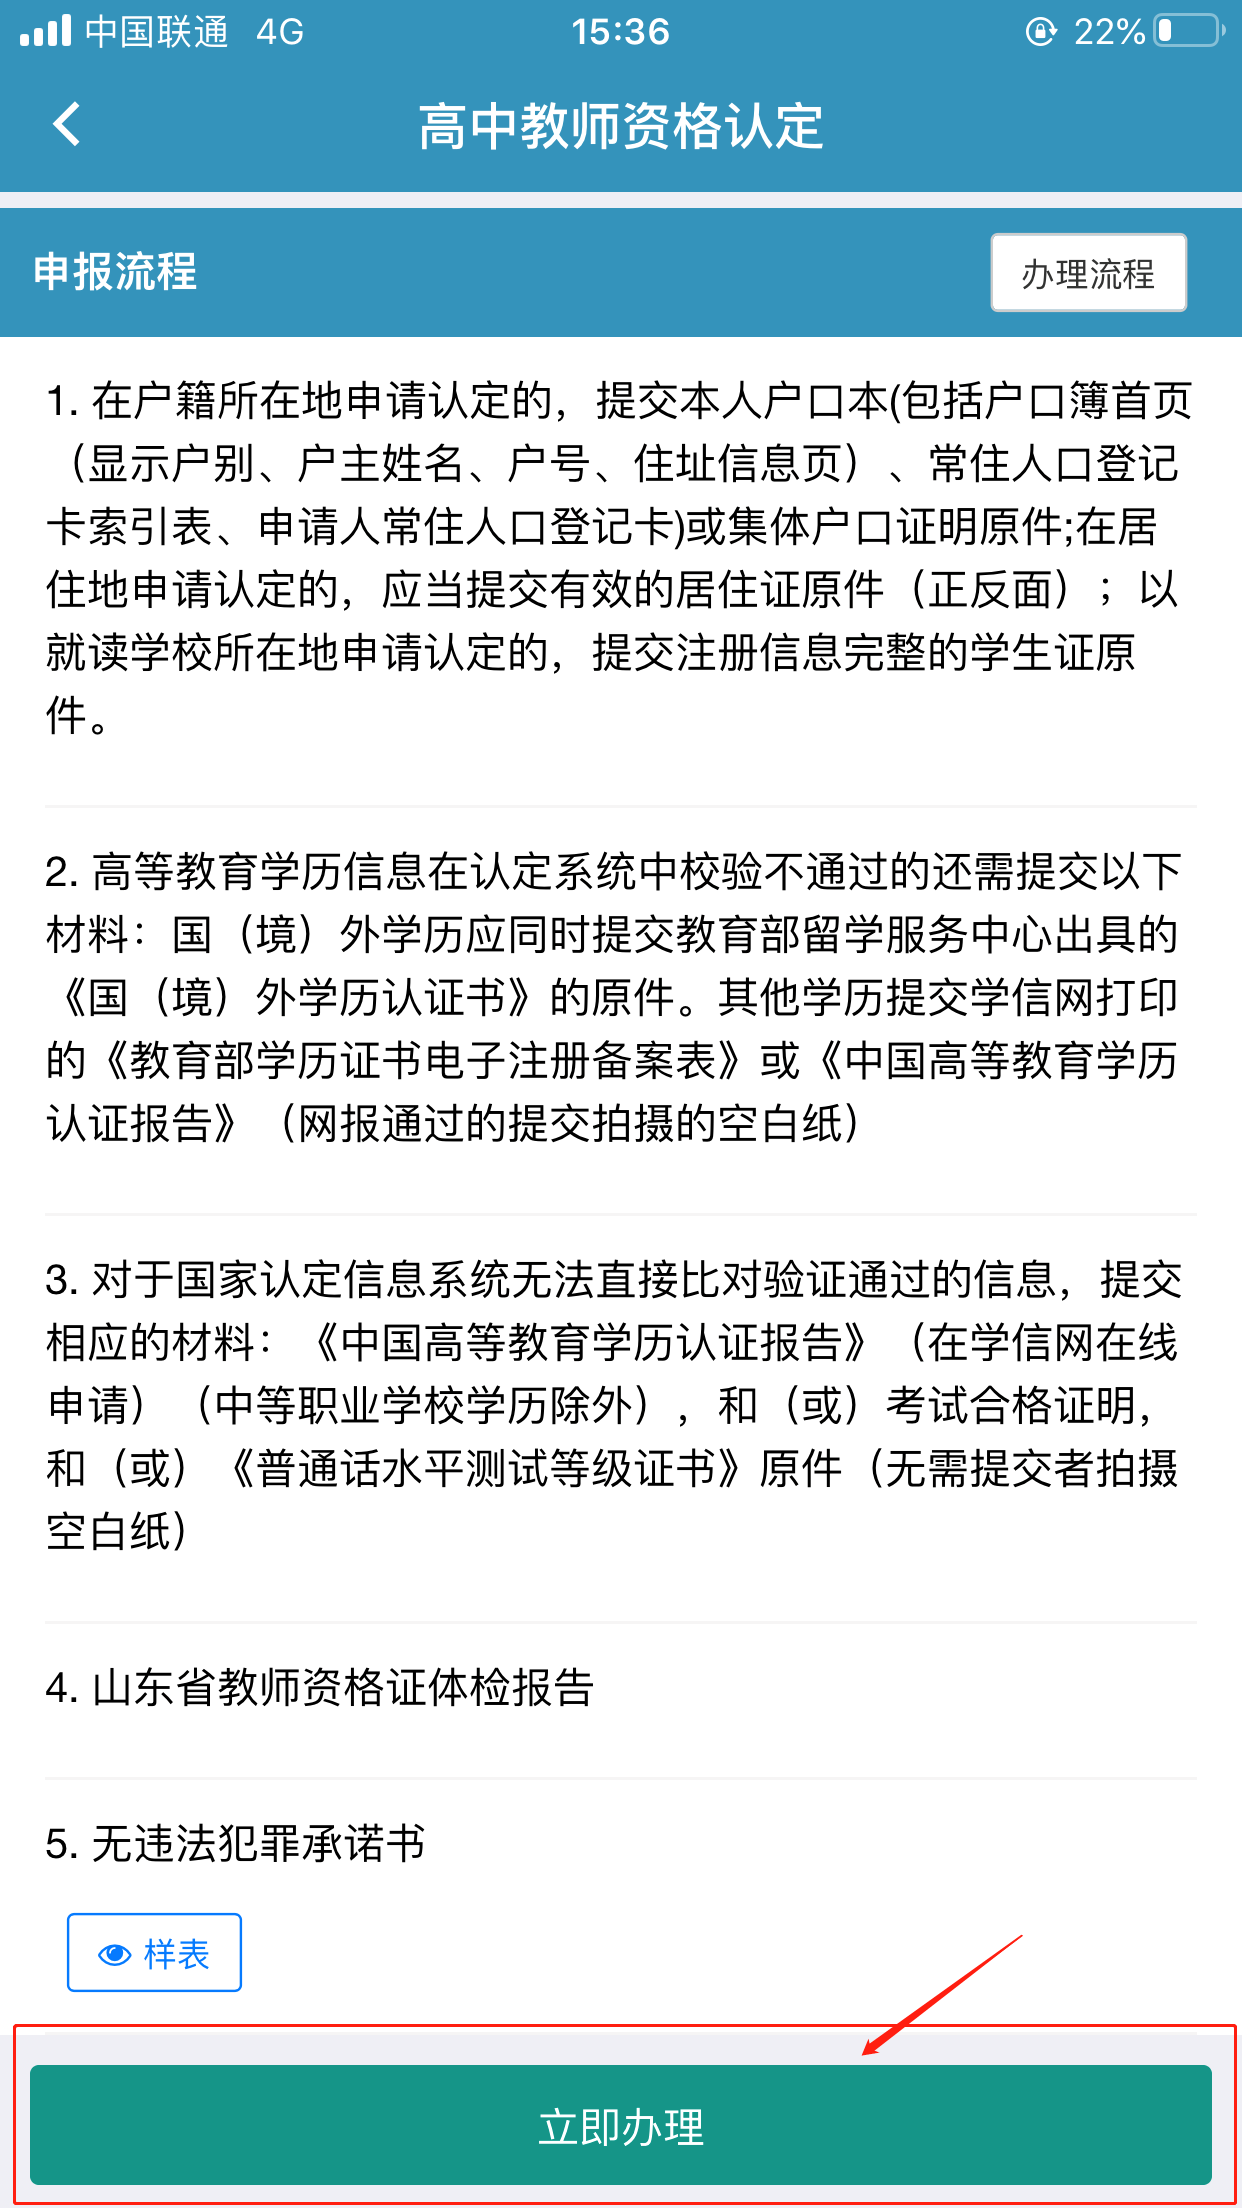 中国联通 4G 15:36 22%
高中教师资格认定
申报流程 办理流程
1. 在户籍所在地申请认定的，提交本人户口本(包括户口簿首页
（显示户别、户主姓名、户号、住址信息页）、常住人口登记
卡索引表、申请人常住人口登记卡)或集体户口证明原件;在居
住地申请认定的，应当提交有效的居住证原件（正反面）；以
就读学校所在地申请认定的，提交注册信息完整的学生证原
件。
2. 高等教育学历信息在认定系统中校验不通过的还需提交以下
材料：国（境）外学历应同时提交教育部留学服务中心出具的
《国（境）外学历认证书》的原件。其他学历提交学信网打印
的《教育部学历证书电子注册备案表》或《中国高等教育学历
认证报告》（网报通过的提交拍摄的空白纸）
3. 对于国家认定信息系统无法直接比对验证通过的信息，提交
相应的材料：《中国高等教育学历认证报告》（在学信网在线
申请）（中等职业学校学历除外），和（或）考试合格证明，
和（或）《普通话水平测试等级证书》原件（无需提交者拍摄
空白纸）
4. 山东省教师资格证体检报告
5. 无违法犯罪承诺书
样表
立即办理